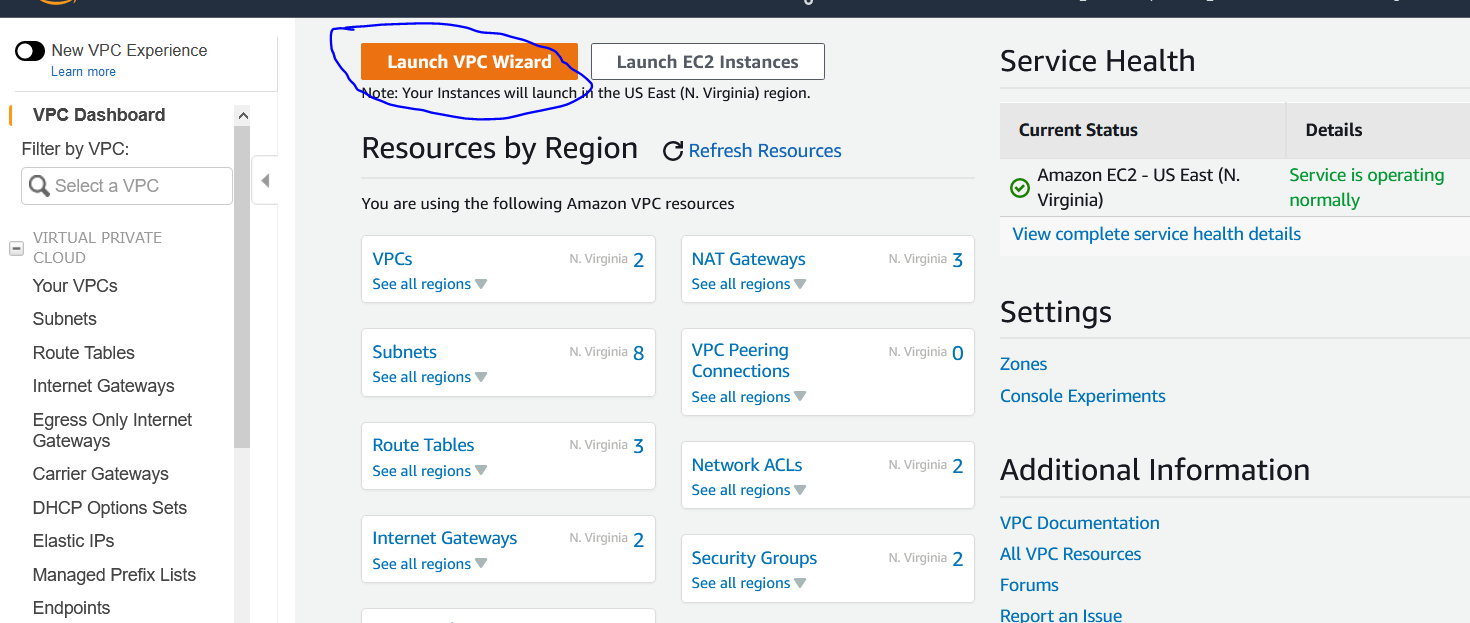 New VPC Experience
Learn more
VPC Dashboard
Filter by VPC:
Select a VPC
VIRTUAL PRIVATE
CLOUD
Your VPCs
Subnets
Route Tables
Internet Gateways
Egress Only Internet
Gateways
Carrier Gateways
DHCP Options Sets
Elastic IPs
Managed Prefix Lists
Endpoints
Launch VPC Wizard
Launch EC2 Instances
Note: Your Instances will launch in the US East (N. Virginia) region.
Resources by Region
Refresh Resources
You are using the following Amazon VPC resources
VPCs N. Virginia 2
See all regions
NAT Gateways N. Virginia 3
See all regions
Subnets N. Virginia 8
See all regions
VPC Peering N. Virginia 0
Connections
See all regions
Route Tables N. Virginia 3
See all regions
Network ACLs N. Virginia 2
See all regions
Internet Gateways N. Virginia 2
See all regions
Security Groups N. Virginia 2
See all regions
Service Health
Current Status Details
Amazon EC2 - US East (N. Service is operating
Virginia) normally
View complete service health details
Settings
Zones
Console Experiments
Additional Information
VPC Documentation
All VPC Resources
Forums
Report an Issue